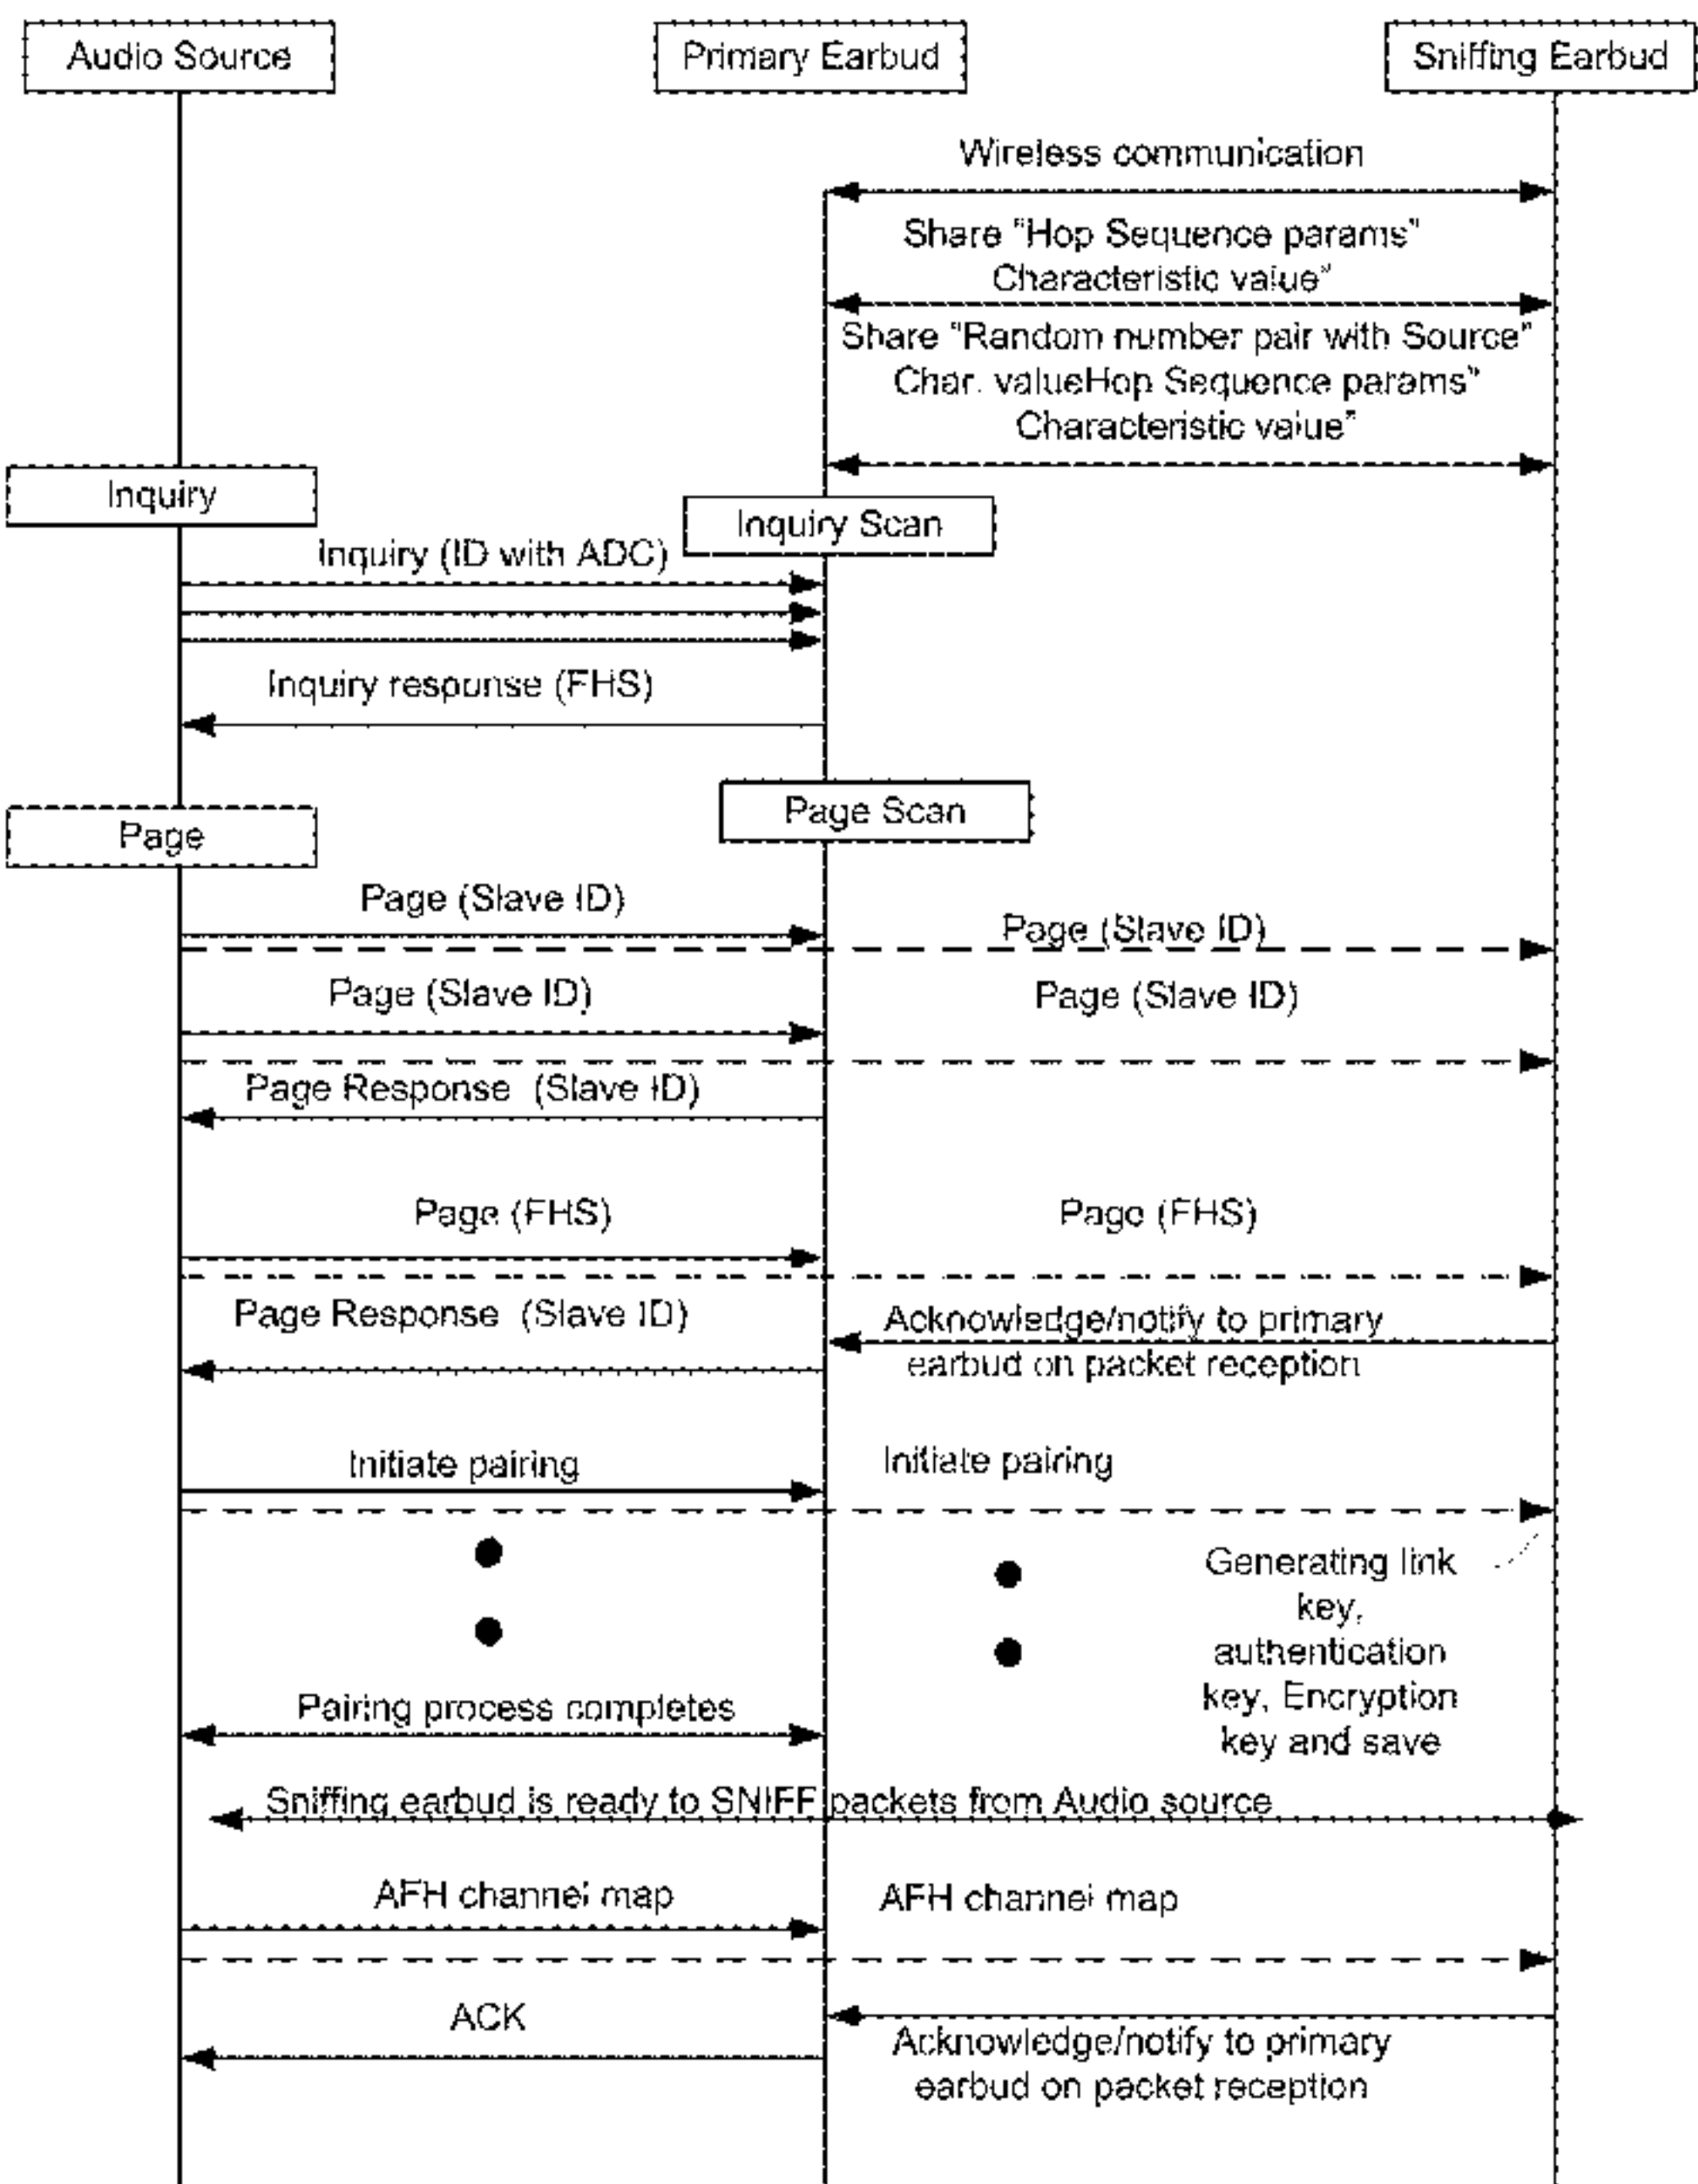 Audio Source
Primary Earbud
Sniffing Earbud
Wireless communication
Share "Hop Sequence params"
Characteristic value"
Share "Random number pair with Source"
Char. valueHop Sequence params"
Characteristic value"
Inquiry
Inquiry Scan
Inquiry (ID with ADC)
Inquiry response (FHS)
Page Scan
Page
Page (Slave ID)
Page (Slave ID)
Page (Slave ID)
Page (Slave ID)
Page Response (Slave ID)
Page (FHS)
Page (FHS)
Page Response (Slave ID)
Acknowledge/notify to primary
earbud on packet reception
Initiate pairing
Initiate pairing
Generating link
key,
authentication
key, Encryption
key and save
Pairing process completes
Sniffing earbud is ready to SNIFF packets from Audio source
AFH channel map
AFH channel map
ACK
Acknowledge/notify to primary
earbud on packet reception